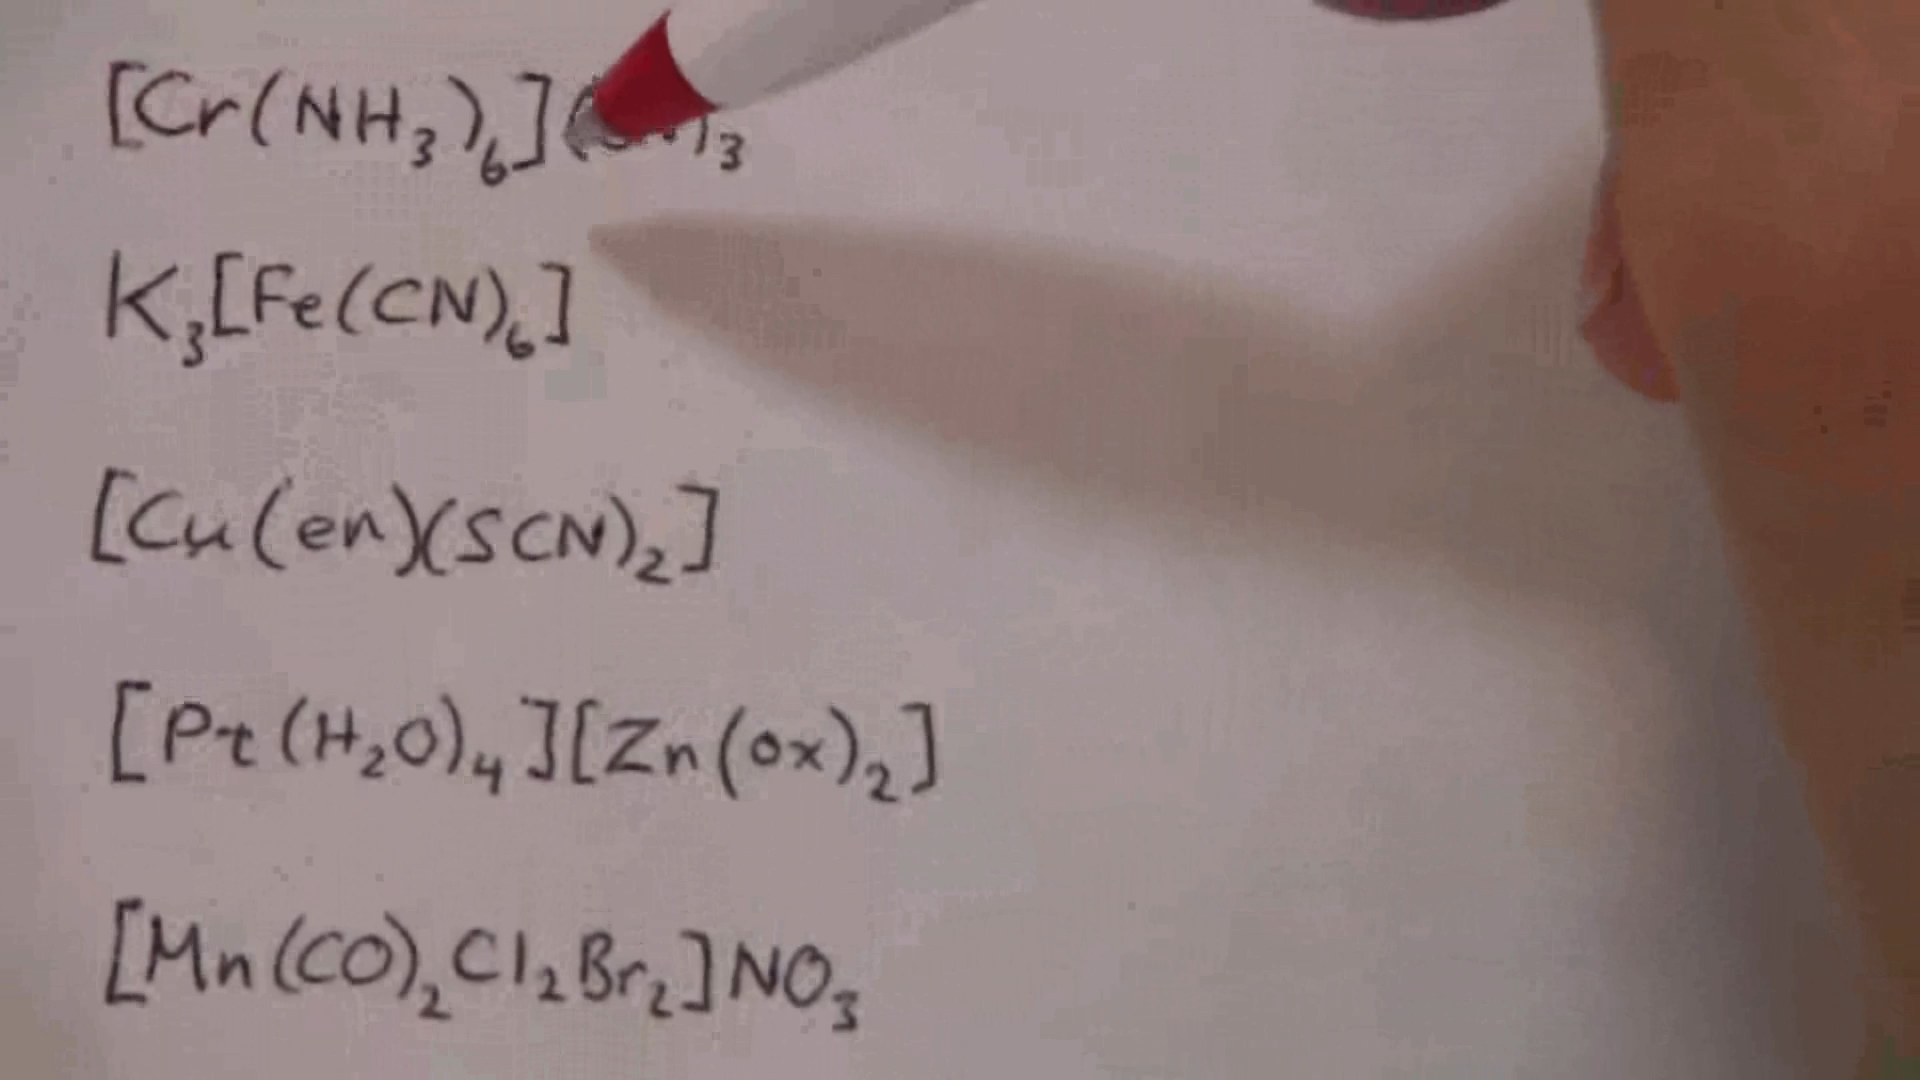 [Cr(NH₃)₆]( )₃
K₃[Fe(CN)₆]
[Cu(en)(SCN)₂]
[Pt(H₂O)₄][Zn(ox)₂]
[Mn(CO)₂Cl₂Br₂]NO₃